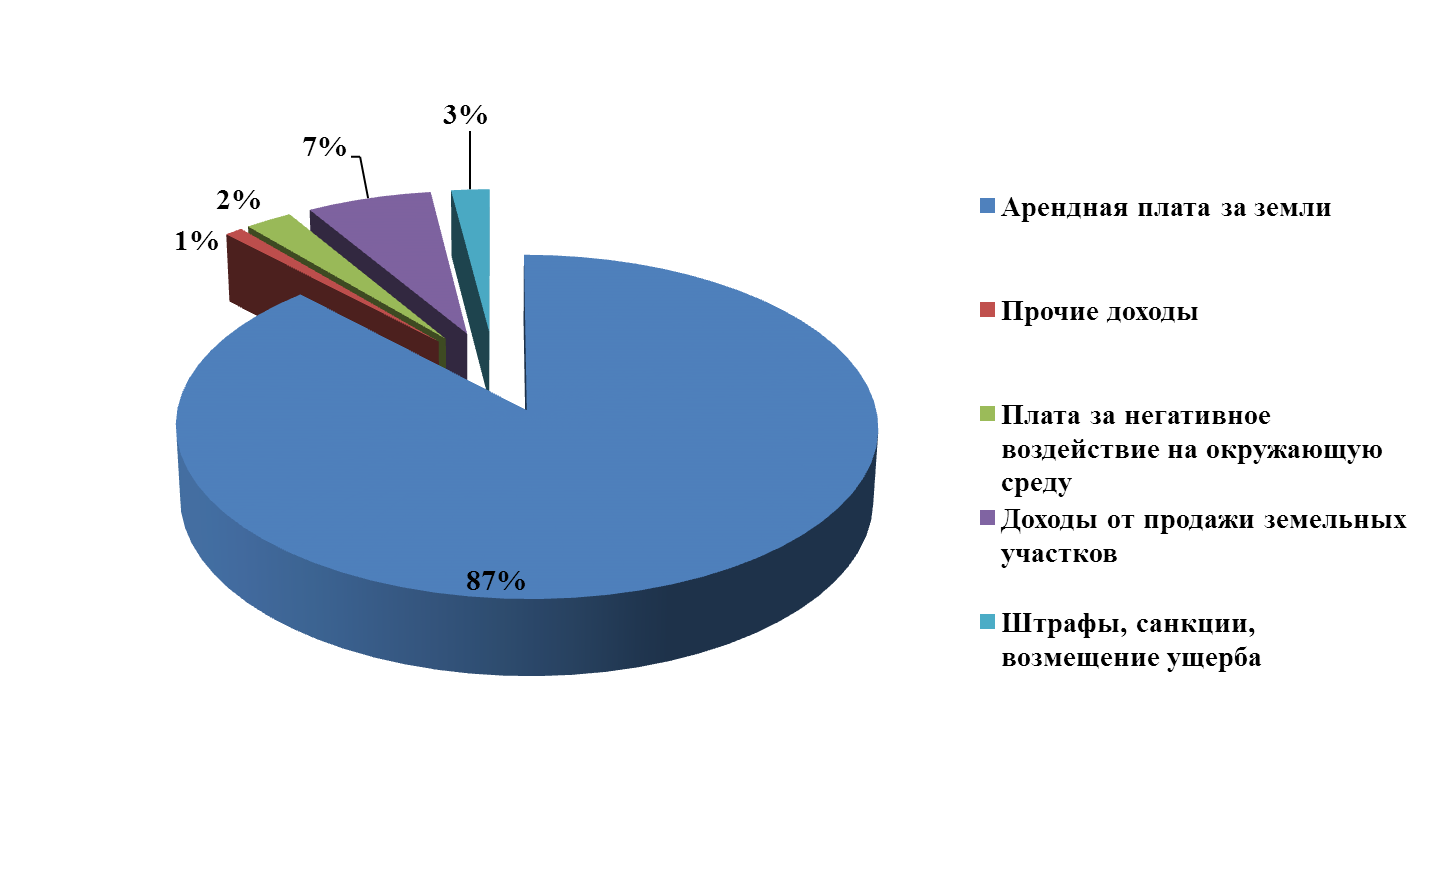 3%
7%
2%
1%
87%
Арендная плата за земли
Прочие доходы
Плата за негативное
воздействие на окружающую
среду
Доходы от продажи земельных
участков
Штрафы, санкции,
возмещение ущерба